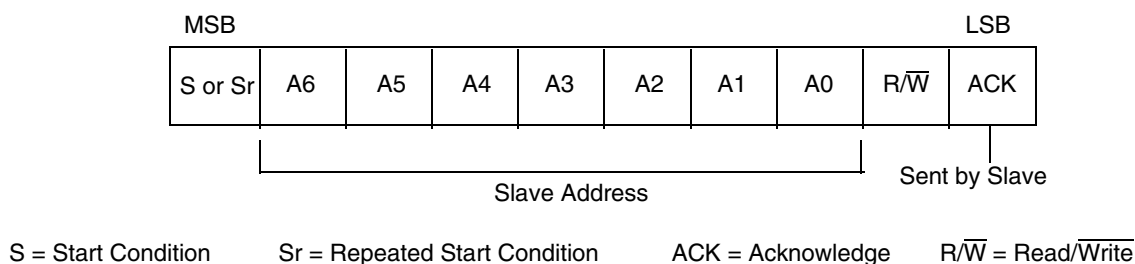 MSB LSB
S or Sr A6 A5 A4 A3 A2 A1 A0 R/W̅ ACK
Slave Address Sent by Slave
S = Start Condition Sr = Repeated Start Condition ACK = Acknowledge R/W̅ = Read/W̅r̅i̅t̅e̅